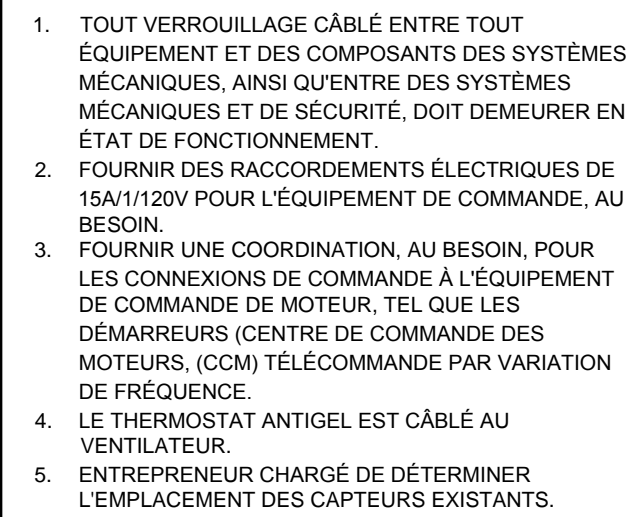 1. TOUT VERROUILLAGE CÂBLÉ ENTRE TOUT
ÉQUIPEMENT ET DES COMPOSANTS DES SYSTÈMES
MÉCANIQUES, AINSI QU'ENTRE DES SYSTÈMES
MÉCANIQUES ET DE SÉCURITÉ, DOIT DEMEURER EN
ÉTAT DE FONCTIONNEMENT.
2. FOURNIR DES RACCORDEMENTS ÉLECTRIQUES DE
15A/1/120V POUR L'ÉQUIPEMENT DE COMMANDE, AU
BESOIN.
3. FOURNIR UNE COORDINATION, AU BESOIN, POUR
LES CONNEXIONS DE COMMANDE À L'ÉQUIPEMENT
DE COMMANDE DE MOTEUR, TEL QUE LES
DÉMARREURS (CENTRE DE COMMANDE DES
MOTEURS, (CCM) TÉLÉCOMMANDE PAR VARIATION
DE FRÉQUENCE.
4. LE THERMOSTAT ANTIGEL EST CÂBLÉ AU
VENTILATEUR.
5. ENTREPRENEUR CHARGÉ DE DÉTERMINER
L'EMPLACEMENT DES CAPTEURS EXISTANTS.